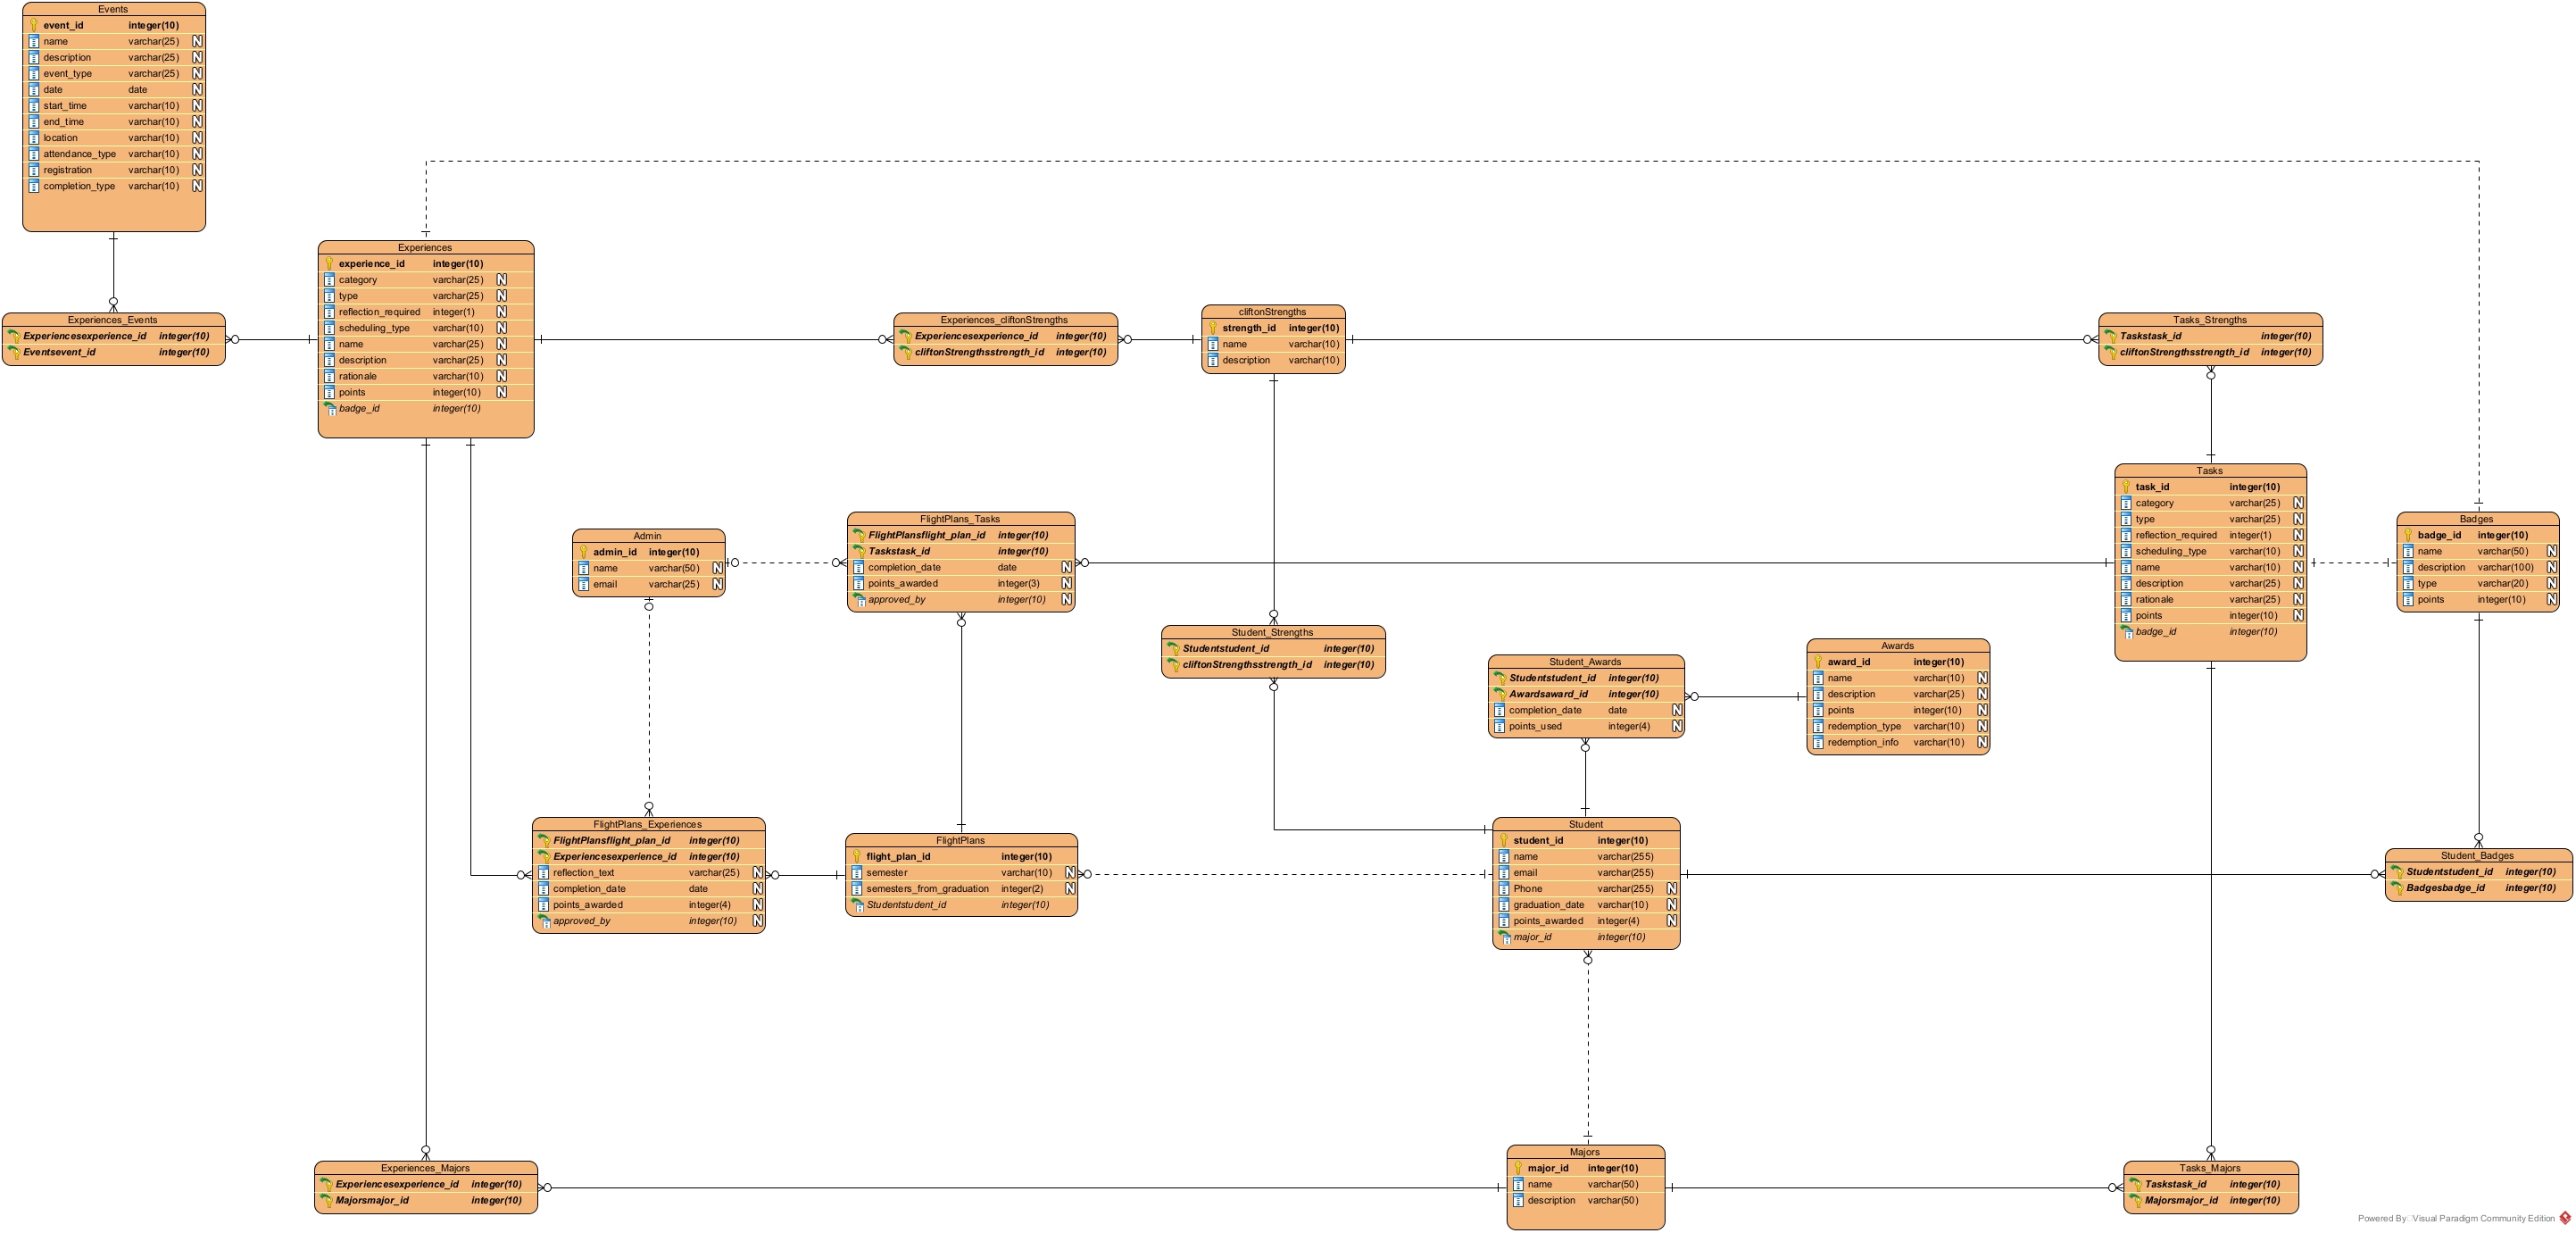 Events
event_id integer(10)
name varchar(25) N
description varchar(25) N
event_type varchar(25) N
date date N
start_time varchar(10) N
end_time varchar(10) N
location varchar(10) N
attendance_type varchar(10) N
registration varchar(10) N
completion_type varchar(10) N
Experiences
experience_id integer(10)
category varchar(25) N
type varchar(25) N
reflection_required integer(1) N
scheduling_type varchar(10) N
name varchar(25) N
description varchar(25) N
rationale varchar(10) N
points integer(10) N
badge_id integer(10)
Experiences_Events
Experiencesexperience_id integer(10)
Eventsevent_id integer(10)
Experiences_cliftonStrengths
Experiencesexperience_id integer(10)
cliftonStrengthsstrength_id integer(10)
cliftonStrengths
strength_id integer(10)
name varchar(10)
description varchar(10)
Tasks_Strengths
Taskstask_id integer(10)
cliftonStrengthsstrength_id integer(10)
Tasks
task_id integer(10)
category varchar(25) N
type varchar(25) N
reflection_required integer(1) N
scheduling_type varchar(10) N
name varchar(10) N
description varchar(25) N
rationale varchar(25) N
points integer(10) N
badge_id integer(10)
Badges
badge_id integer(10)
name varchar(50) N
description varchar(100) N
type varchar(20) N
points integer(10) N
Admin
admin_id integer(10)
name varchar(50) N
email varchar(25) N
FlightPlans_Tasks
FlightPlansflight_plan_id integer(10)
Taskstask_id integer(10)
completion_date date N
points_awarded integer(3) N
approved_by integer(10) N
Student_Strengths
Studentstudent_id integer(10)
cliftonStrengthsstrength_id integer(10)
Student_Awards
Studentstudent_id integer(10)
Awardsaward_id integer(10)
completion_date date N
points_used integer(4) N
Awards
award_id integer(10)
name varchar(10) N
description varchar(25) N
points integer(10) N
redemption_type varchar(10) N
redemption_info varchar(10) N
FlightPlans_Experiences
FlightPlansflight_plan_id integer(10)
Experiencesexperience_id integer(10)
reflection_text varchar(25) N
completion_date date N
points_awarded integer(4) N
approved_by integer(10) N
FlightPlans
flight_plan_id integer(10)
semester varchar(10) N
semesters_from_graduation integer(2) N
Studentstudent_id integer(10)
Student
student_id integer(10)
name varchar(255)
email varchar(255)
Phone varchar(255) N
graduation_date varchar(10) N
points_awarded integer(4) N
major_id integer(10)
Student_Badges
Studentstudent_id integer(10)
Badgesbadge_id integer(10)
Experiences_Majors
Experiencesexperience_id integer(10)
Majorsmajor_id integer(10)
Majors
major_id integer(10)
name varchar(50)
description varchar(50)
Tasks_Majors
Taskstask_id integer(10)
Majorsmajor_id integer(10)
Powered By Visual Paradigm Community Edition